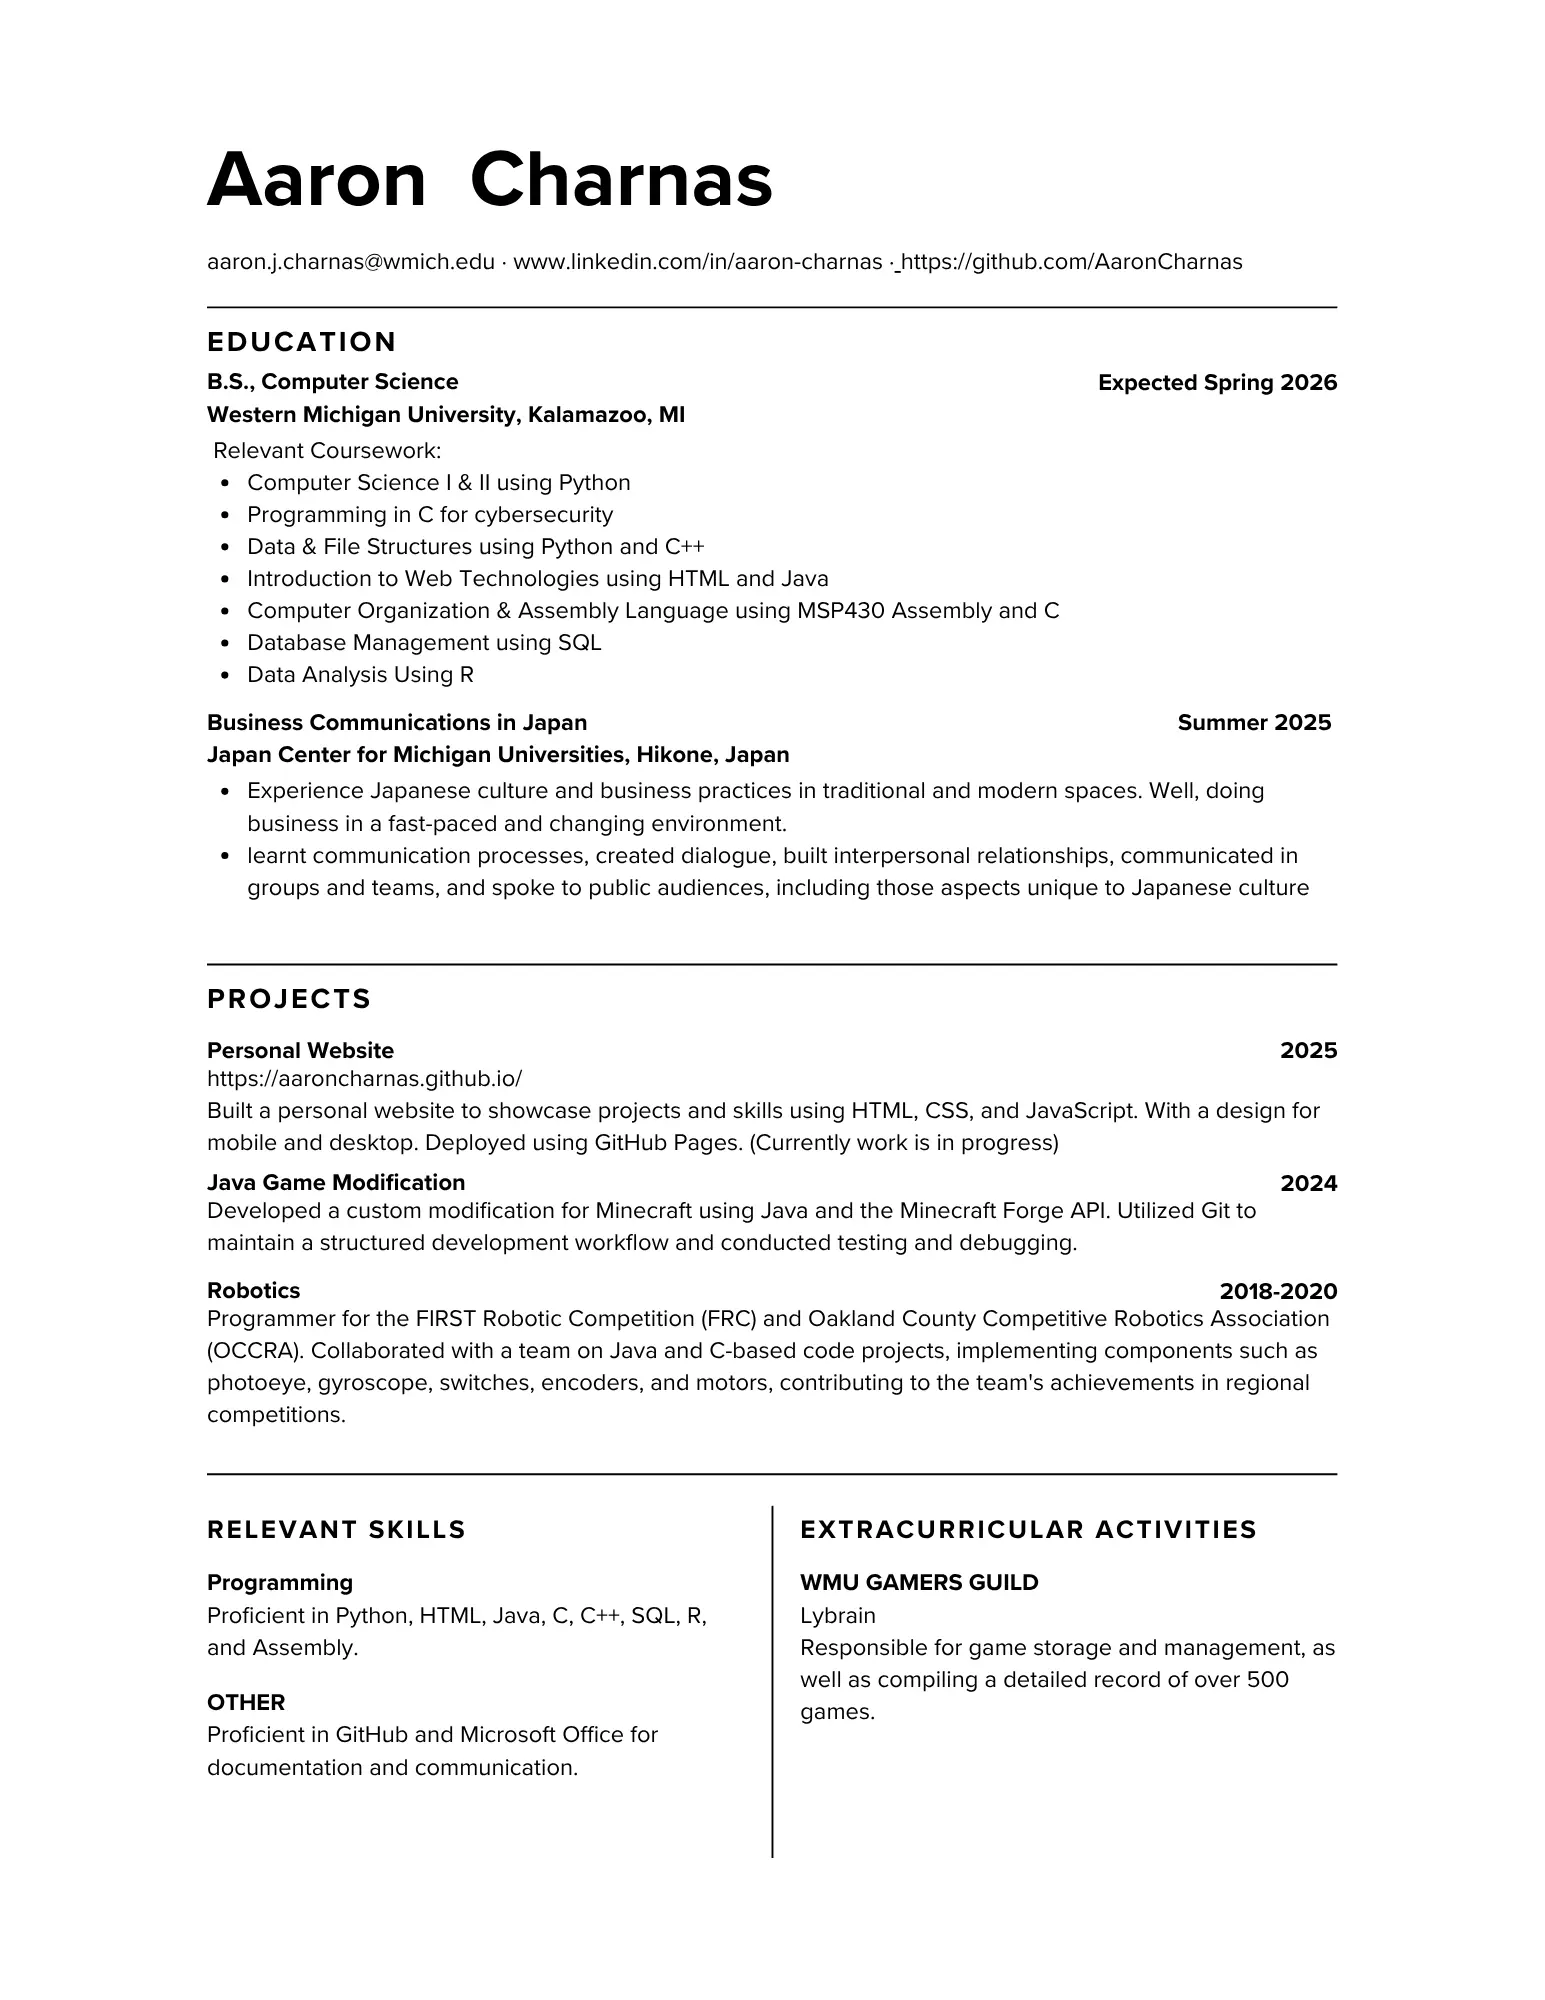 Aaron Charnas
aaron.j.charnas@wmich.edu · www.linkedin.com/in/aaron-charnas · https://github.com/AaronCharnas
EDUCATION
B.S., Computer Science Expected Spring 2026
Western Michigan University, Kalamazoo, MI
Relevant Coursework:
• Computer Science I & II using Python
• Programming in C for cybersecurity
• Data & File Structures using Python and C++
• Introduction to Web Technologies using HTML and Java
• Computer Organization & Assembly Language using MSP430 Assembly and C
• Database Management using SQL
• Data Analysis Using R
Business Communications in Japan Summer 2025
Japan Center for Michigan Universities, Hikone, Japan
• Experience Japanese culture and business practices in traditional and modern spaces. Well, doing
business in a fast-paced and changing environment.
• learnt communication processes, created dialogue, built interpersonal relationships, communicated in
groups and teams, and spoke to public audiences, including those aspects unique to Japanese culture
PROJECTS
Personal Website 2025
https://aaroncharnas.github.io/
Built a personal website to showcase projects and skills using HTML, CSS, and JavaScript. With a design for
mobile and desktop. Deployed using GitHub Pages. (Currently work is in progress)
Java Game Modification 2024
Developed a custom modification for Minecraft using Java and the Minecraft Forge API. Utilized Git to
maintain a structured development workflow and conducted testing and debugging.
Robotics 2018-2020
Programmer for the FIRST Robotic Competition (FRC) and Oakland County Competitive Robotics Association
(OCCRA). Collaborated with a team on Java and C-based code projects, implementing components such as
photoeye, gyroscope, switches, encoders, and motors, contributing to the team's achievements in regional
competitions.
RELEVANT SKILLS
Programming
Proficient in Python, HTML, Java, C, C++, SQL, R,
and Assembly.
OTHER
Proficient in GitHub and Microsoft Office for
documentation and communication.
EXTRACURRICULAR ACTIVITIES
WMU GAMERS GUILD
Lybrain
Responsible for game storage and management, as
well as compiling a detailed record of over 500
games.